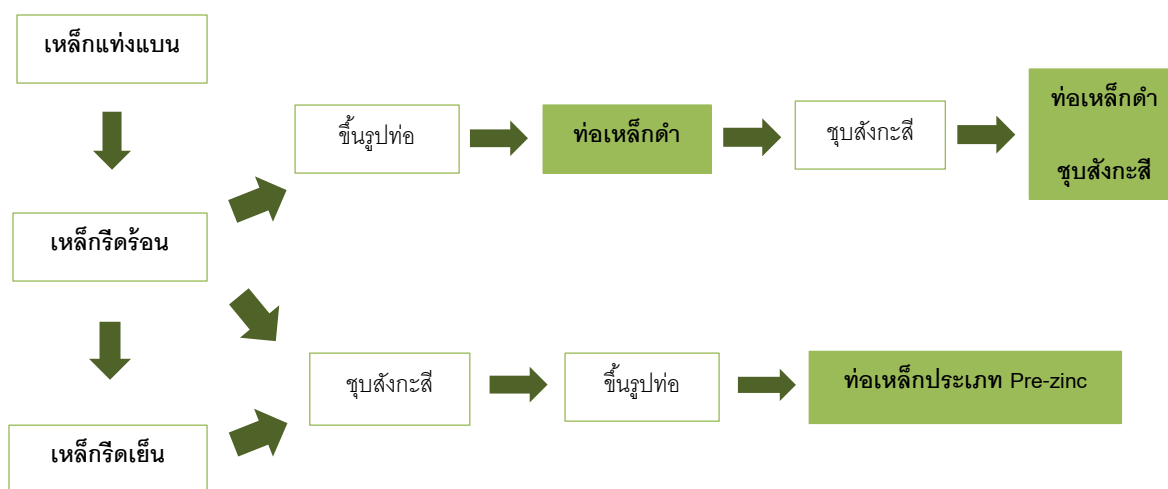 เหล็กแท่งแบน
ขึ้นรูปท่อ
ท่อเหล็กดำ
ชุบสังกะสี
ท่อเหล็กดำ
ชุบสังกะสี
เหล็กรีดร้อน
ชุบสังกะสี
ขึ้นรูปท่อ
ท่อเหล็กประเภท Pre-zinc
เหล็กรีดเย็น